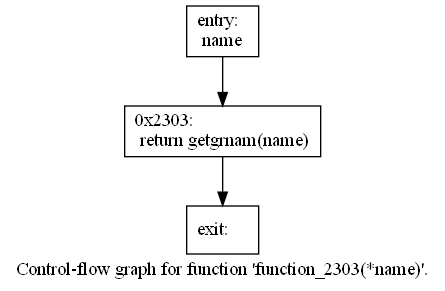 entry:
name
0x2303:
return getgrnam(name)
exit:
Control-flow graph for function 'function_2303(*name)'.